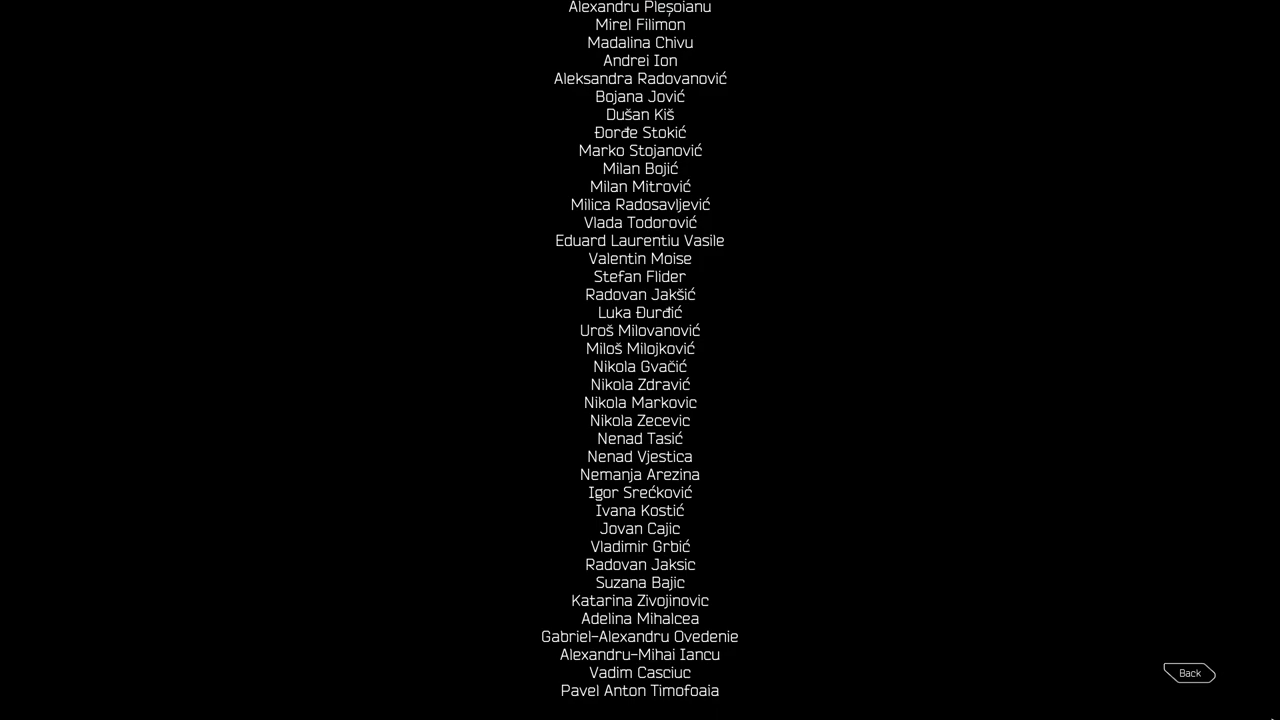 Alexandru Pleșoianu
Mirel Filimon
Madalina Chivu
Andrei Ion
Aleksandra Radovanović
Bojana Jović
Dušan Kiš
Đorđe Stokić
Marko Stojanović
Milan Bojić
Milan Mitrović
Milica Radosavljević
Vlada Todorović
Eduard Laurentiu Vasile
Valentin Moise
Stefan Flider
Radovan Jakšić
Luka Đurđić
Uroš Milovanović
Miloš Milojković
Nikola Gvačić
Nikola Zdravić
Nikola Markovic
Nikola Zecevic
Nenad Tasić
Nenad Vjestica
Nemanja Arezina
Igor Srećković
Ivana Kostić
Jovan Cajic
Vladimir Grbić
Radovan Jaksic
Suzana Bajic
Katarina Zivojinovic
Adelina Mihalcea
Gabriel-Alexandru Ovedenie
Alexandru-Mihai Iancu
Vadim Casciuc
Pavel Anton Timofoaia
Back